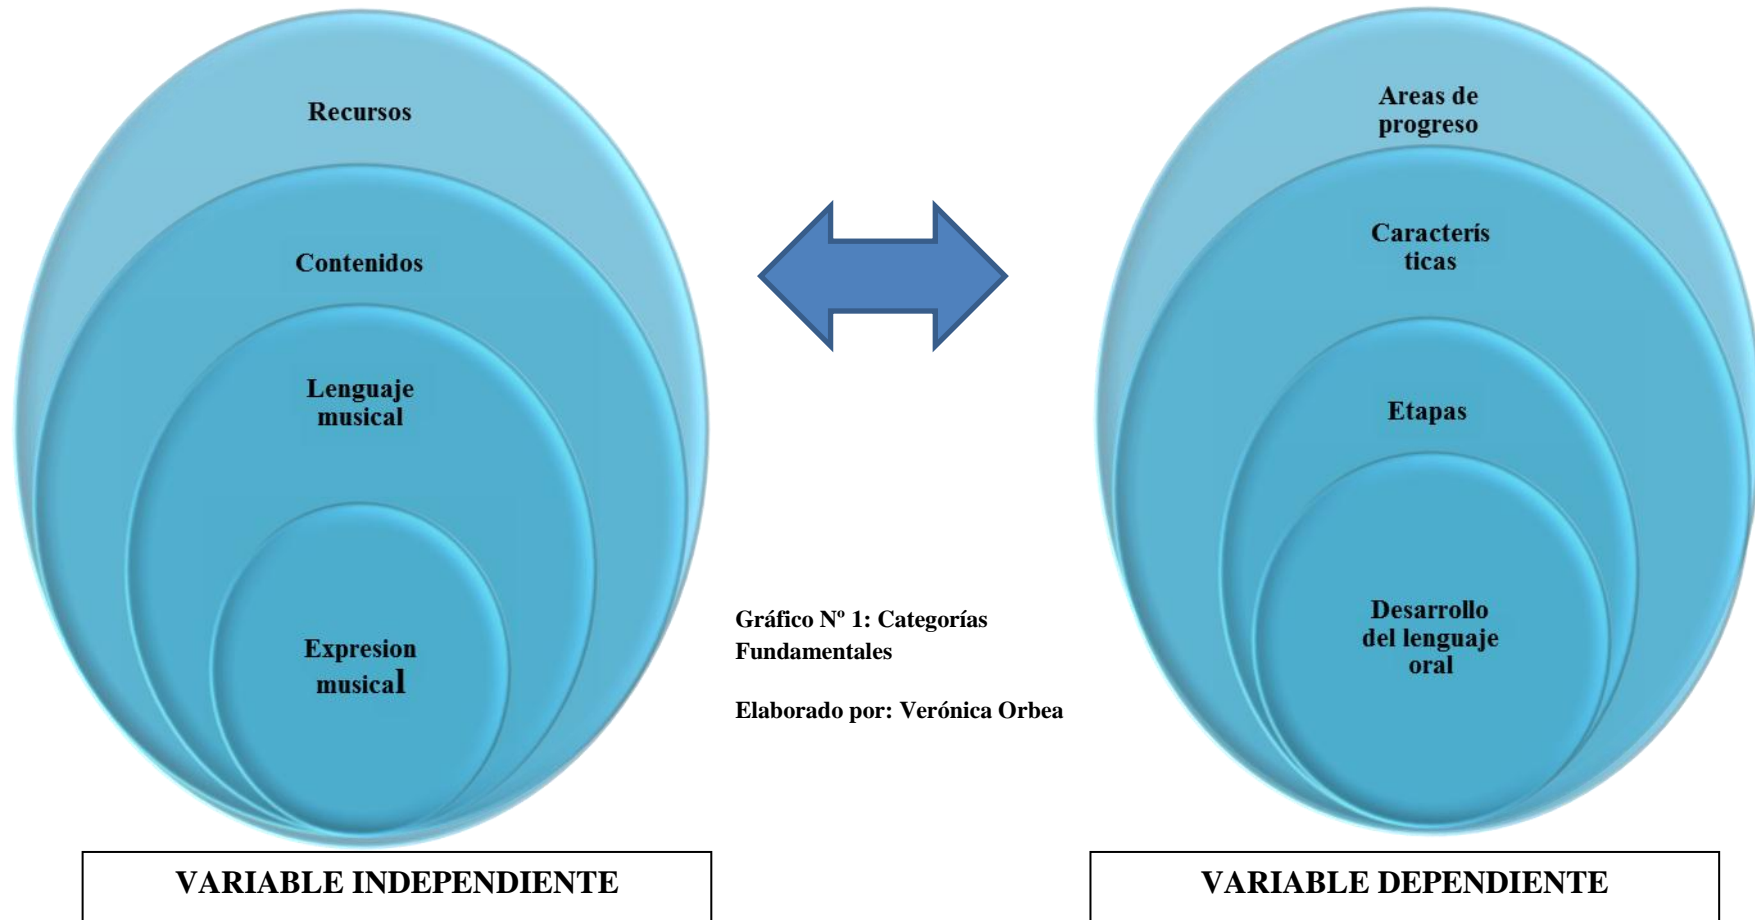 Recursos
Contenidos
Lenguaje
musical
Expresion
musical
VARIABLE INDEPENDIENTE
Gráfico Nº 1: Categorías
Fundamentales
Elaborado por: Verónica Orbea
Areas de
progreso
Caracterís
ticas
Etapas
Desarrollo
del lenguaje
oral
VARIABLE DEPENDIENTE